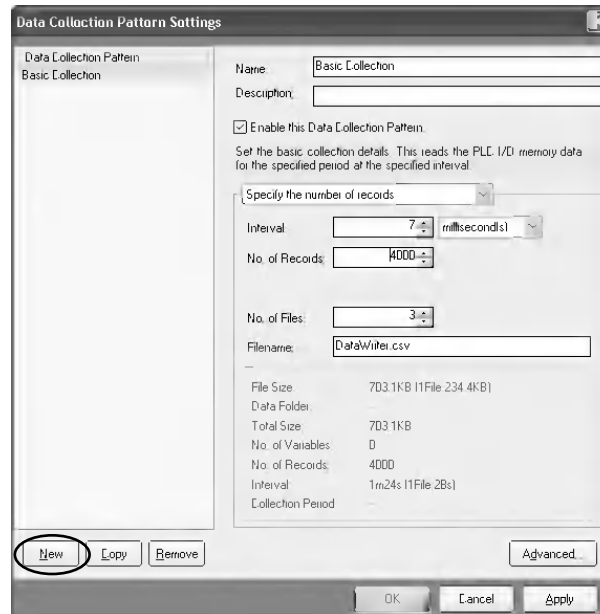 Data Collection Pattern Settings
Data Collection Pattern
Basic Collection
Name: Basic Collection
Description:
Enable this Data Collection Pattern.
Set the basic collection details. This reads the PLC I/O memory data
for the specified period at the specified interval.
Specify the number of records
Interval: 7 millisecond(s)
No. of Records: 4000
No. of Files: 3
Filename: DataWriter.csv
File Size: 703.1KB (1File 234.4KB)
Data Folder: --
Total Size: 703.1KB
No. of Variables: 0
No. of Records: 4000
Interval: 1m24s (1File 28s)
Collection Period: --
New Copy Remove Advanced...
OK Cancel Apply